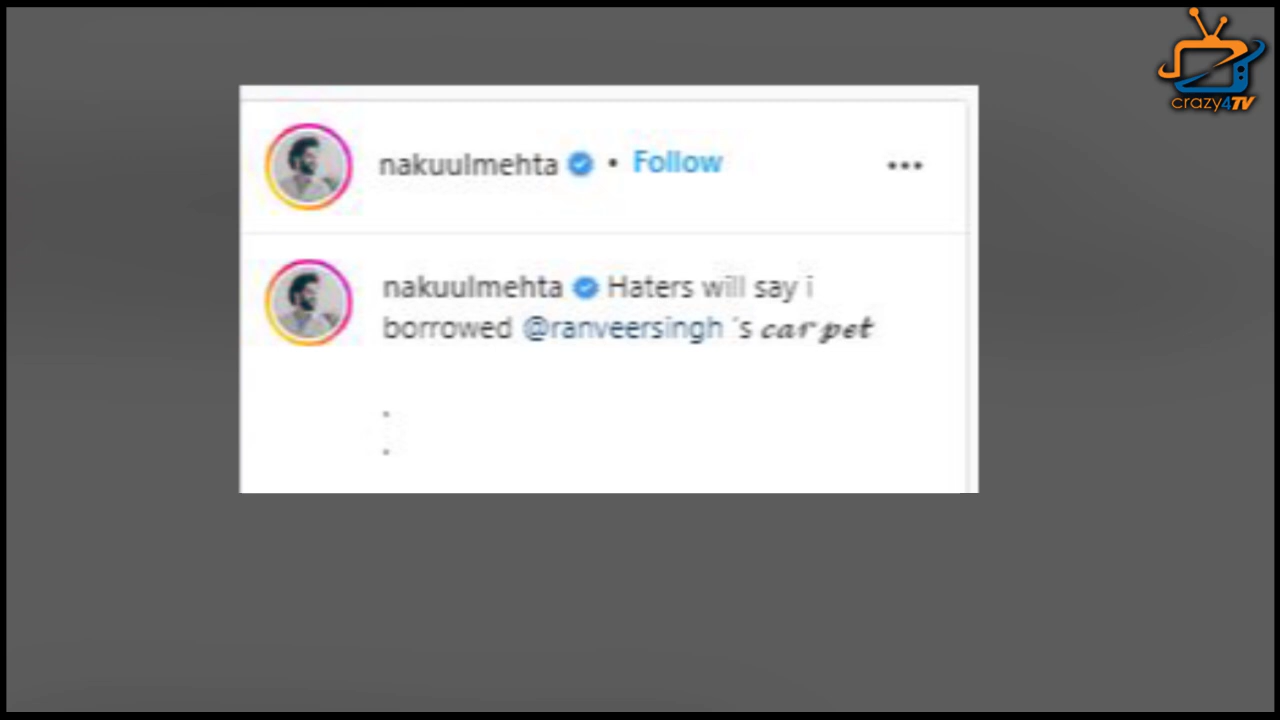 crazy4TV
nakuulmehta • Follow
nakuulmehta Haters will say i
borrowed @ranveersingh 's 𝓬𝓪𝓻𝓹𝓮𝓽
.
.